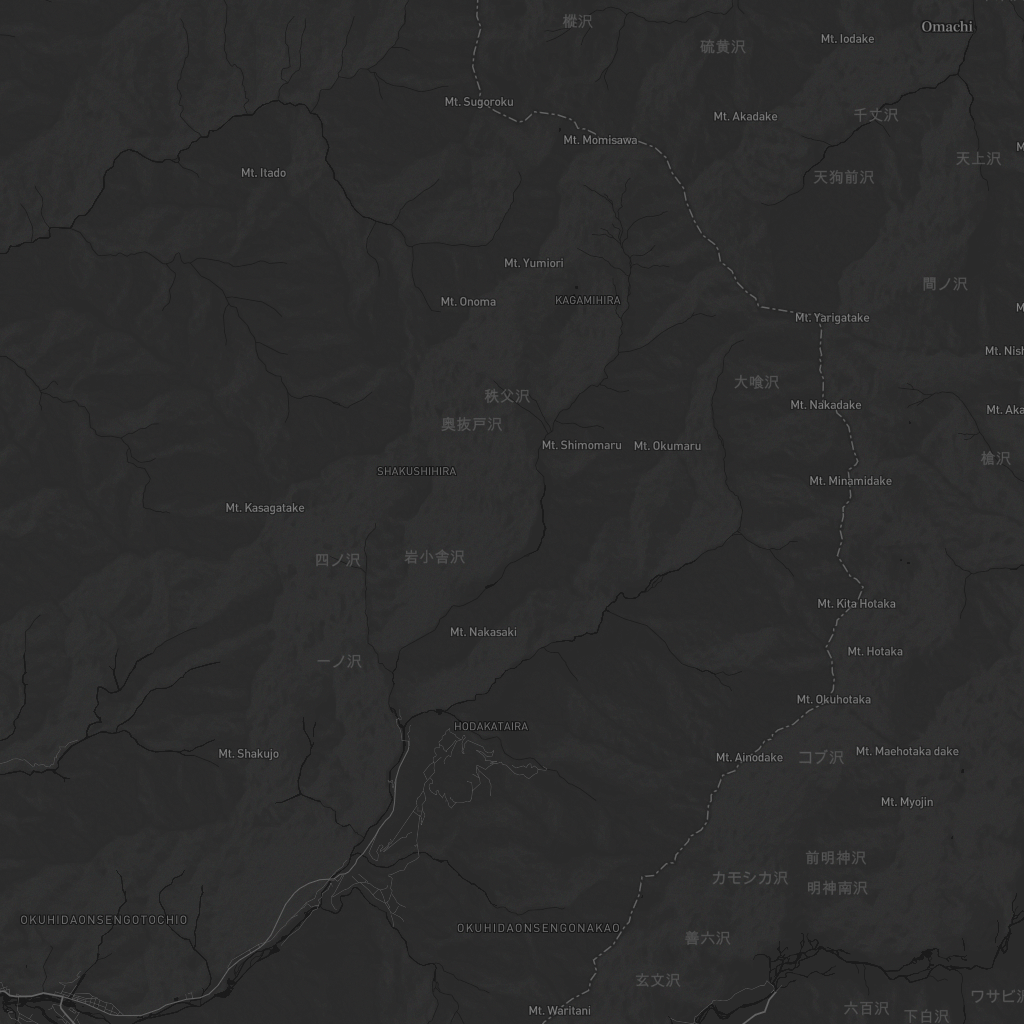 樅沢
Omachi
Mt. Iodake
硫黄沢
Mt. Sugoroku
Mt. Akadake
千丈沢
Mt. Momisawa
天上沢
Mt. Itado
天狗前沢
Mt. Yumiori
間ノ沢
Mt. Onoma
KAGAMIHIRA
Mt. Yarigatake
Mt. Nish
大喰沢
秩父沢
Mt. Nakadake
Mt. Aka
奥抜戸沢
Mt. Shimomaru
Mt. Okumaru
槍沢
SHAKUSHIHIRA
Mt. Minamidake
Mt. Kasagatake
四ノ沢
岩小舎沢
Mt. Kita Hotaka
Mt. Nakasaki
Mt. Hotaka
一ノ沢
Mt. Okuhotaka
HODAKATAIRA
Mt. Shakujo
Mt. Ainodake
コブ沢
Mt. Maehotaka dake
Mt. Myojin
前明神沢
カモシカ沢
明神南沢
OKUHIDAONSENGOTOCHIO
OKUHIDAONSENGONAKAO
善六沢
玄文沢
ワサビ沢
六百沢
下白沢
Mt. Waritani